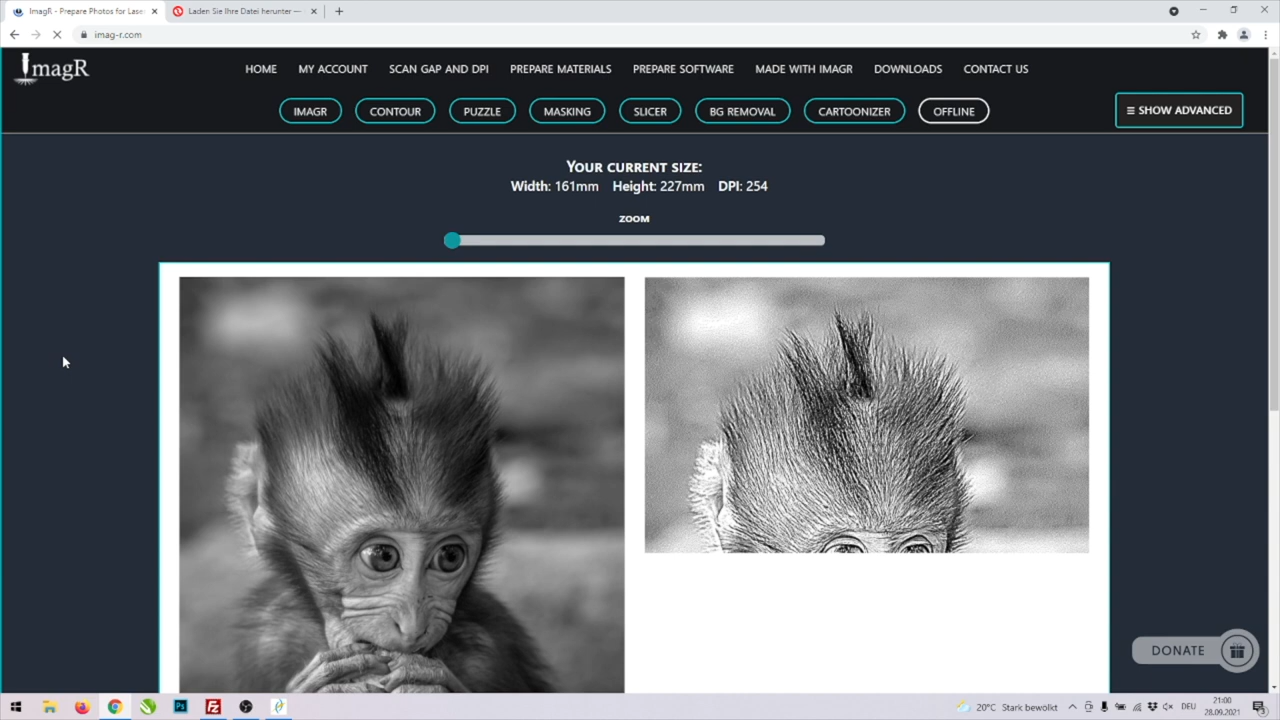 ImagR - Prepare Photos for Lase
Laden Sie Ihre Datei herunter —
imag-r.com
ImagR
HOME MY ACCOUNT SCAN GAP AND DPI PREPARE MATERIALS PREPARE SOFTWARE MADE WITH IMAGR DOWNLOADS CONTACT US
IMAGR CONTOUR PUZZLE MASKING SLICER BG REMOVAL CARTOONIZER OFFLINE
≡ SHOW ADVANCED
YOUR CURRENT SIZE:
Width: 161mm Height: 227mm DPI: 254
ZOOM
DONATE
Ps
Fz
20°C Stark bewölkt
DEU
21:00
28.09.2021
3